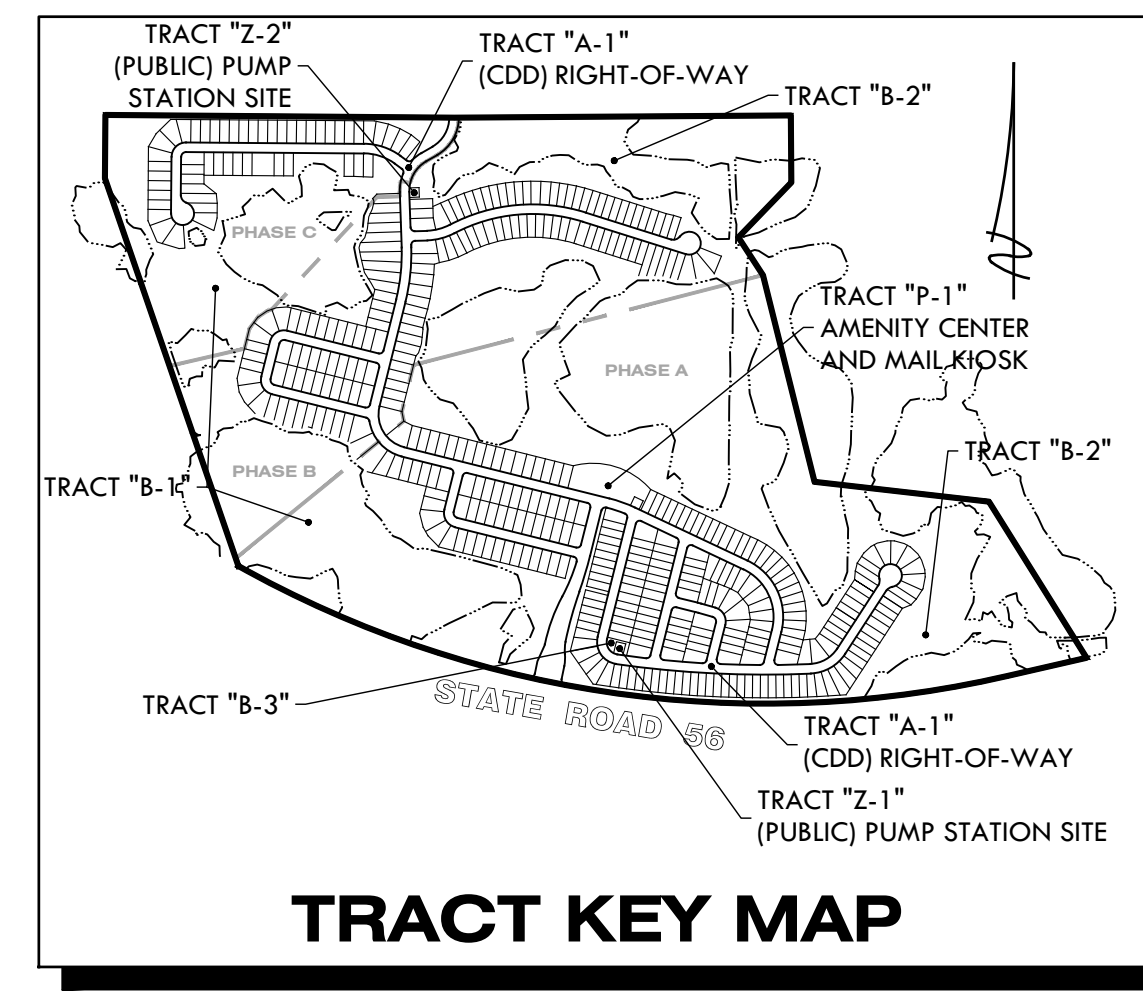 TRACT "Z-2"
(PUBLIC) PUMP
STATION SITE
TRACT "A-1"
(CDD) RIGHT-OF-WAY
TRACT "B-2"
PHASE C
TRACT "P-1"
AMENITY CENTER
AND MAIL KIOSK
PHASE A
TRACT "B-2"
PHASE B
TRACT "B-1"
TRACT "B-3"
STATE ROAD 56
TRACT "A-1"
(CDD) RIGHT-OF-WAY
TRACT "Z-1"
(PUBLIC) PUMP STATION SITE
TRACT KEY MAP